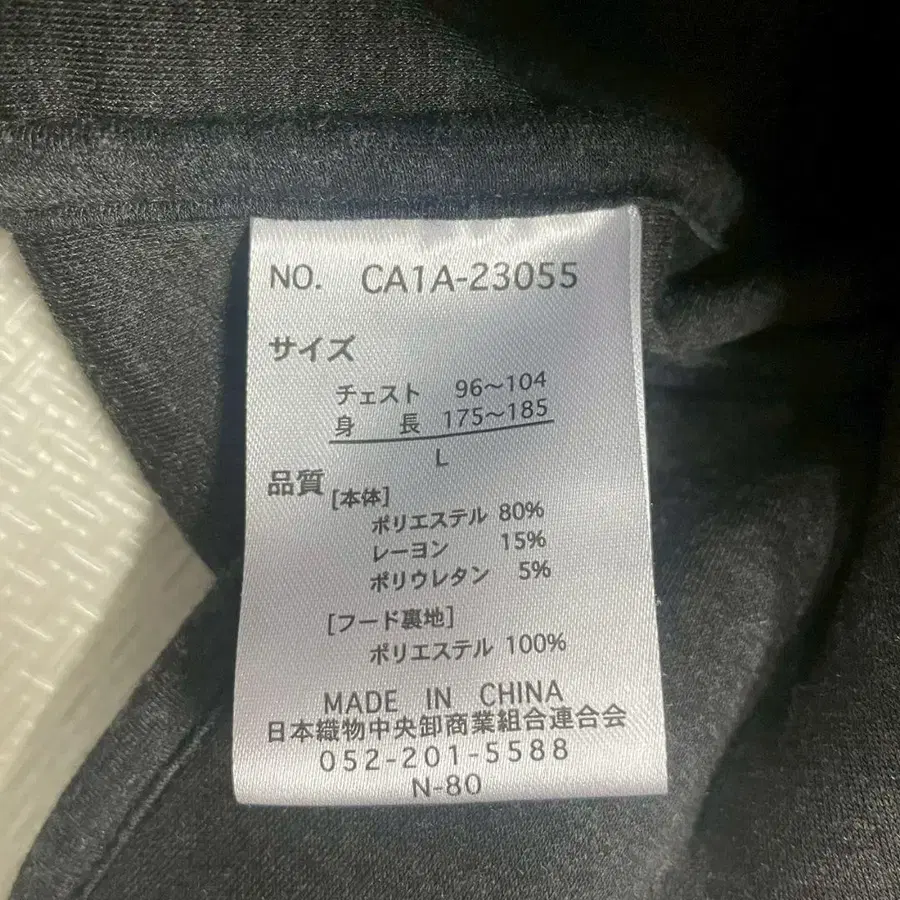 NO. CA1A-23055
サイズ
チェスト 96～104
身 長 175～185
L
品質
[本体]
ポリエステル 80%
レーヨン 15%
ポリウレタン 5%
[フード裏地]
ポリエステル 100%
MADE IN CHINA
日本織物中央卸商業組合連合会
052-201-5588
N-80